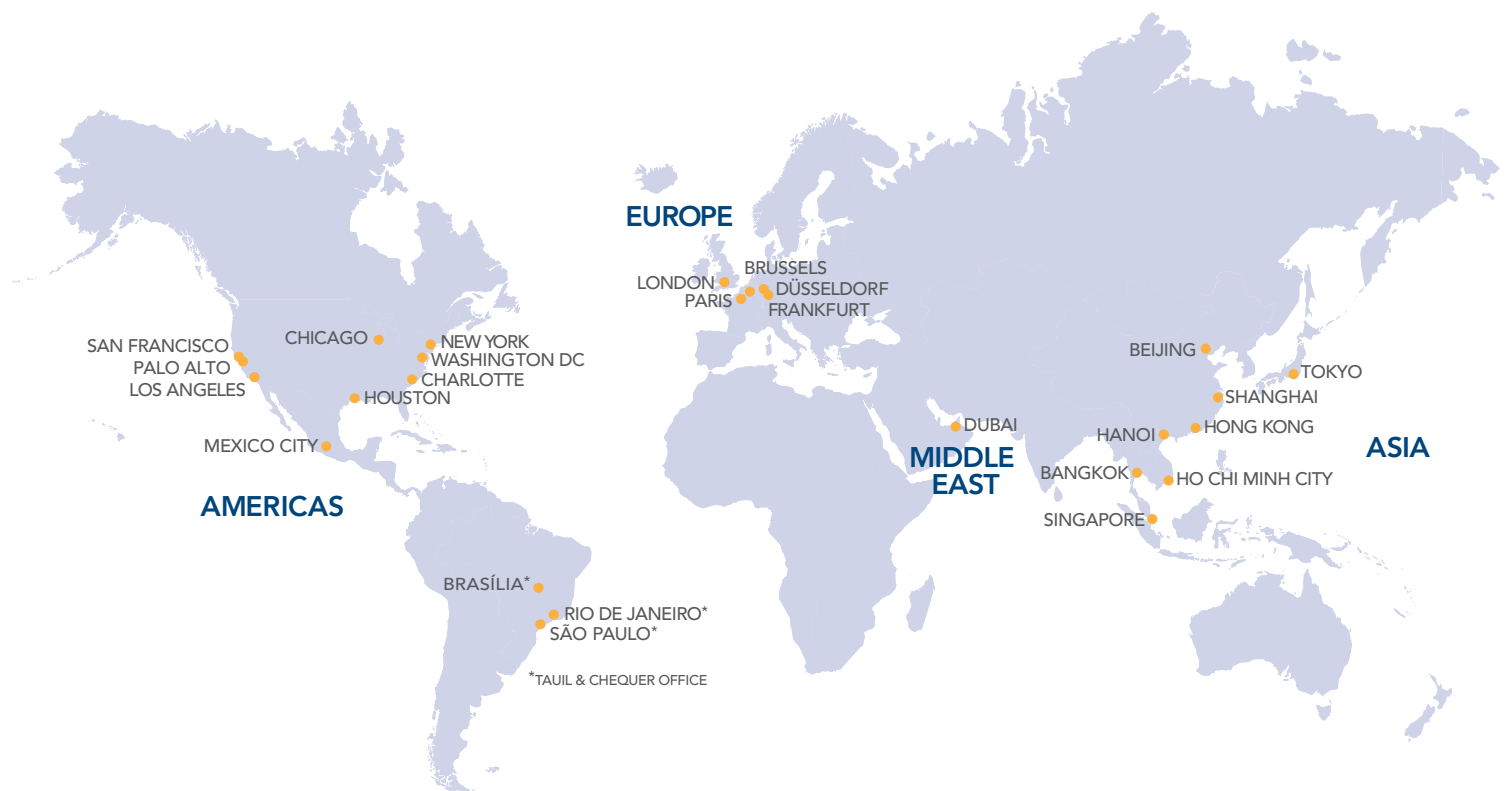 EUROPE
BRUSSELS
LONDON
DÜSSELDORF
PARIS
FRANKFURT
CHICAGO
NEW YORK
SAN FRANCISCO
WASHINGTON DC
PALO ALTO
CHARLOTTE
LOS ANGELES
HOUSTON
MEXICO CITY
AMERICAS
BRASÍLIA*
RIO DE JANEIRO*
SÃO PAULO*
*TAUIL & CHEQUER OFFICE
DUBAI
MIDDLE
EAST
BEIJING
TOKYO
SHANGHAI
HONG KONG
HANOI
ASIA
BANGKOK
HO CHI MINH CITY
SINGAPORE